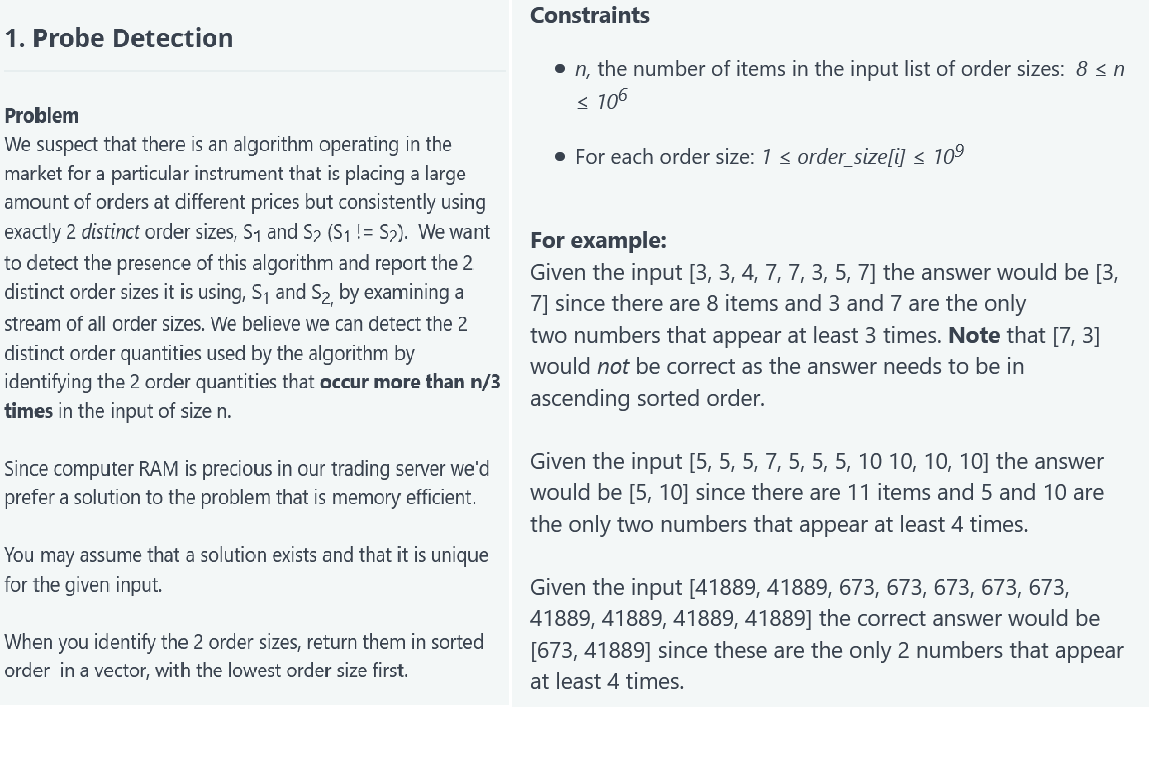 1. Probe Detection
Problem
We suspect that there is an algorithm operating in the
market for a particular instrument that is placing a large
amount of orders at different prices but consistently using
exactly 2 distinct order sizes, S1 and S2 (S1 != S2). We want
to detect the presence of this algorithm and report the 2
distinct order sizes it is using, S1 and S2, by examining a
stream of all order sizes. We believe we can detect the 2
distinct order quantities used by the algorithm by
identifying the 2 order quantities that occur more than n/3
times in the input of size n.
Since computer RAM is precious in our trading server we'd
prefer a solution to the problem that is memory efficient.
You may assume that a solution exists and that it is unique
for the given input.
When you identify the 2 order sizes, return them in sorted
order in a vector, with the lowest order size first.
Constraints
• n, the number of items in the input list of order sizes: 8 ≤ n
≤ 10^6
• For each order size: 1 ≤ order_size[i] ≤ 10^9
For example:
Given the input [3, 3, 4, 7, 7, 3, 5, 7] the answer would be [3,
7] since there are 8 items and 3 and 7 are the only
two numbers that appear at least 3 times. Note that [7, 3]
would not be correct as the answer needs to be in
ascending sorted order.
Given the input [5, 5, 5, 7, 5, 5, 5, 10 10, 10, 10] the answer
would be [5, 10] since there are 11 items and 5 and 10 are
the only two numbers that appear at least 4 times.
Given the input [41889, 41889, 673, 673, 673, 673, 673,
41889, 41889, 41889, 41889] the correct answer would be
[673, 41889] since these are the only 2 numbers that appear
at least 4 times.